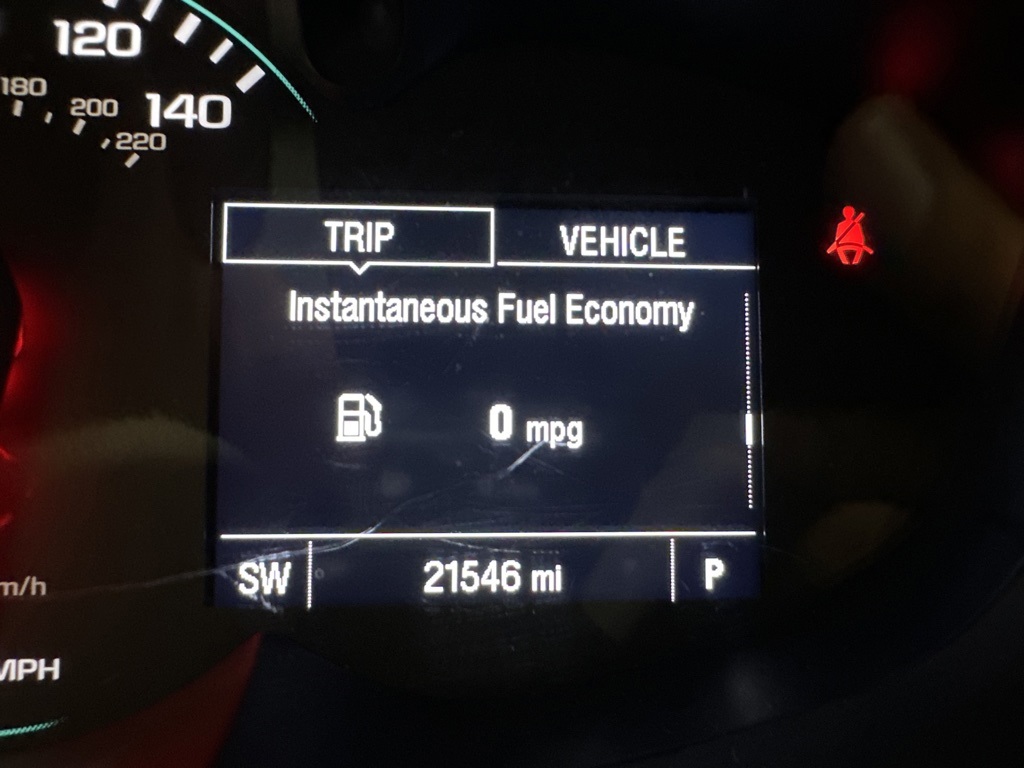 120
180
200
140
220
TRIP
VEHICLE
Instantaneous Fuel Economy
0 mpg
SW
21546 mi
P
m/h
MPH